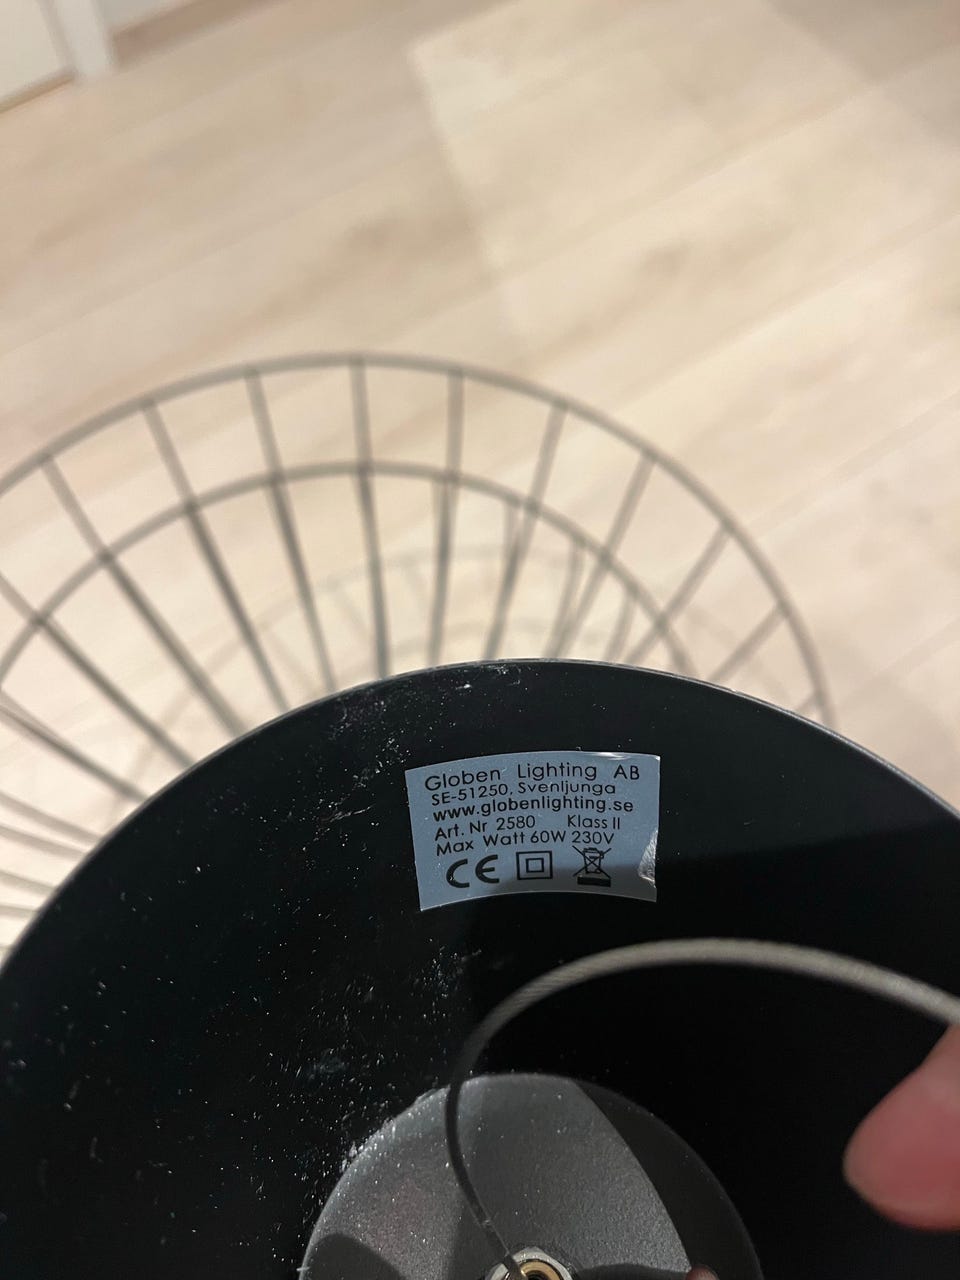 Globen Lighting AB
SE-51250, Svenljunga
www.globenlighting.se
Art. Nr 2580 Klass II
Max Watt 60W 230V
CE